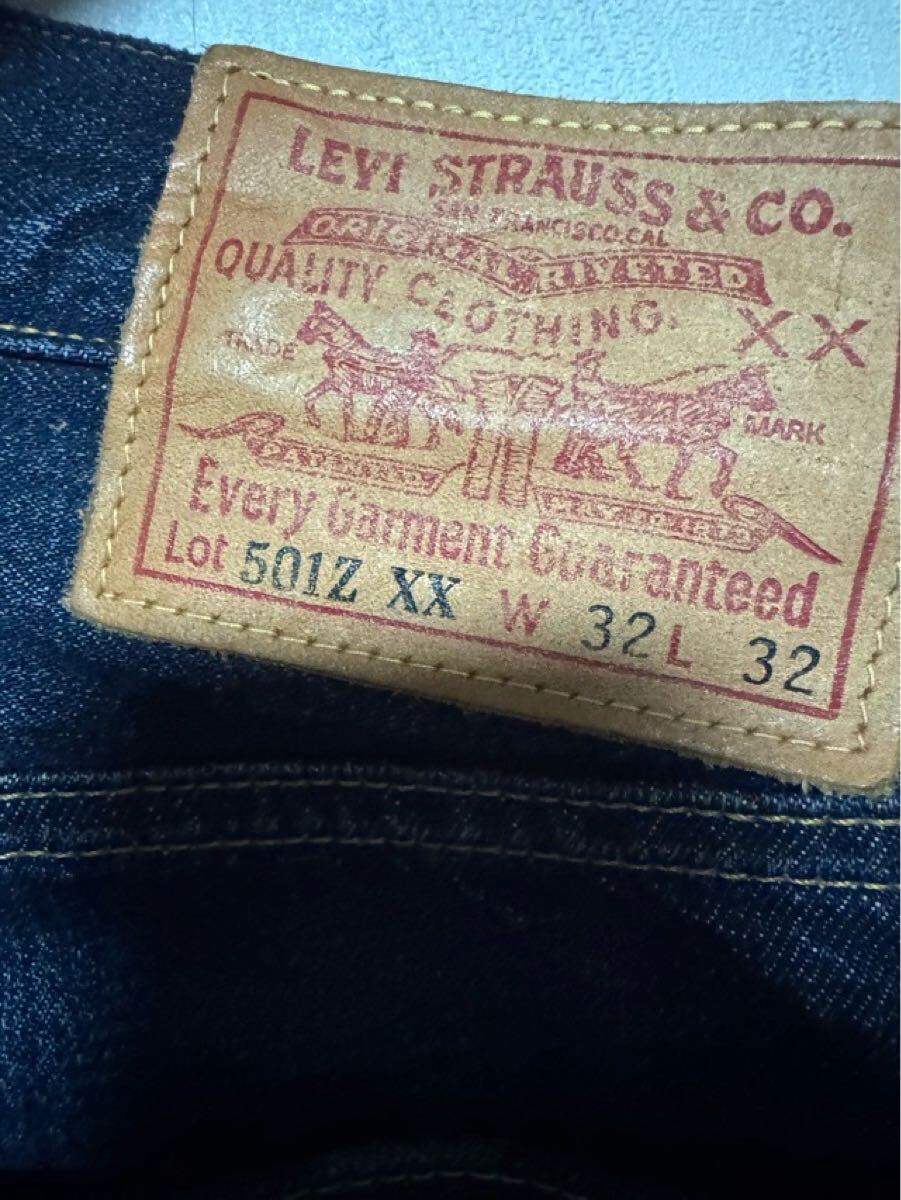 LEVI STRAUSS & CO.
SAN FRANCISCO.CAL
ORIGINAL RIVETED
QUALITY CLOTHING. XX
TRADE MARK
Every Garment Guaranteed
Lot 501Z XX W 32 L 32